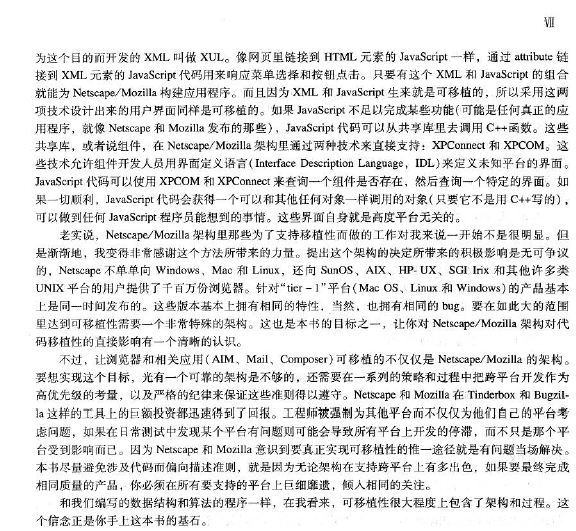 Ⅶ
为这个目的而开发的 XML 叫做 XUL。像网页里链接到 HTML 元素的 JavaScript 一样，通过 attribute 链
接到 XML 元素的 JavaScript 代码用来响应菜单选择和按钮点击。只要有这个 XML 和 JavaScript 的组合
就能为 Netscape/Mozilla 构建应用程序。而且因为 XML 和 JavaScript 生来就是可移植的，所以采用这两
项技术设计出来的用户界面同样是可移植的。如果 JavaScript 不足以完成某些功能(可能是任何真正的应
用程序，就像 Netscape 和 Mozilla 发布的那些)，JavaScript 代码可以从共享库里去调用 C++函数。这些
共享库，或者说组件，在 Netscape/Mozilla 架构里通过两种技术来直接支持：XPConnect 和 XPCOM。这
些技术允许组件开发人员用界面定义语言(Interface Description Language，IDL)来定义未知平台的界面。
JavaScript 代码可以使用 XPCOM 和 XPConnect 来查询一个组件是否存在，然后查询一个特定的界面。如
果一切顺利，JavaScript 代码会获得一个可以和其他任何对象一样调用的对象(只要它不是用 C++写的)，
可以做到任何 JavaScript 程序员能想到的事情。这些界面自身就是高度平台无关的。
老实说，Netscape/Mozilla 架构里那些为了支持移植性而做的工作对我来说一开始不是很明显。但
是渐渐地，我变得非常感谢这个方法所带来的力量。提出这个架构的决定所带来的积极影响是无可争议
的，Netscape 不单单向 Windows、Mac 和 Linux，还向 SunOS、AIX、HP-UX、SGI Irix 和其他许多类
UNIX 平台的用户提供了千百万份浏览器。针对“tier－1”平台(Mac OS、Linux 和 Windows)的产品基本
上是同一时间发布的。这些版本基本上拥有相同的特性，当然，也拥有相同的 bug。要在如此大的范围
里达到可移植性需要一个非常特殊的架构。这也是本书的目标之一，让你对 Netscape/Mozilla 架构对代
码移植性的直接影响有一个清晰的认识。
不过，让浏览器和相关应用(AIM、Mail、Composer)可移植的不仅仅是 Netscape/Mozilla 的架构。
要想实现这个目标，光有一个可靠的架构是不够的，还需要在一系列的策略和过程中把跨平台开发作为
高优先级的考量，以及严格的纪律来保证这些准则得以遵守。Netscape 和 Mozilla 在 Tinderbox 和 Bugzil-
la 这样的工具上的巨额投资都迅速得到了回报。工程师被强制为其他平台而不仅仅为他们自己的平台考
虑问题，如果在日常测试中发现某个平台有问题则可能会导致所有平台上开发的停滞，而不只是那个平
台受到影响而已。因为 Netscape 和 Mozilla 意识到要真正实现可移植性的惟一途径就是有问题当场解决。
本书尽量避免涉及代码而偏向描述准则，就是因为无论架构在支持跨平台上有多出色，如果要最终完成
相同质量的产品，你必须在所有要支持的平台上巨细靡遗，倾人相同的关注。
和我们编写的数据结构和算法的程序一样，在我看来，可移植性很大程度上包含了架构和过程。这
个信念正是你手上这本书的基石。